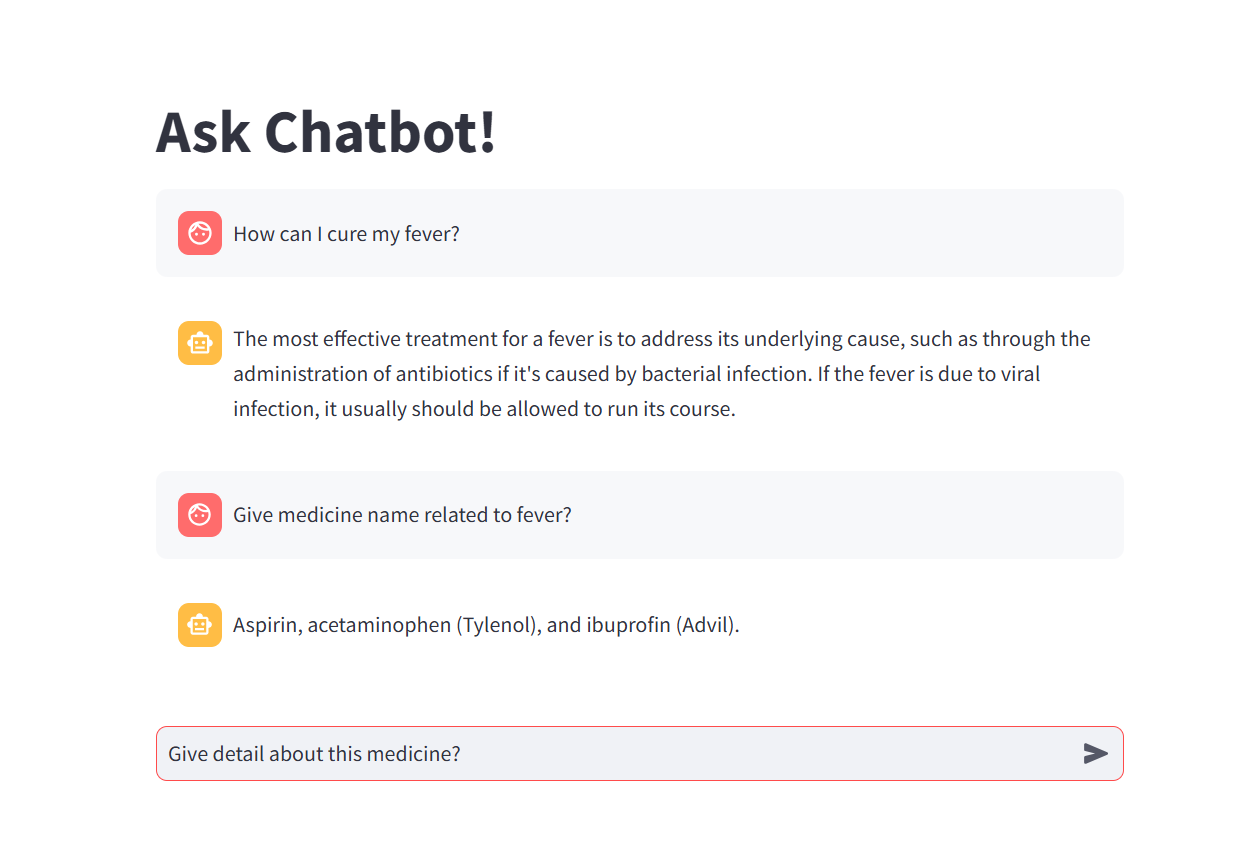 Ask Chatbot!
How can I cure my fever?
The most effective treatment for a fever is to address its underlying cause, such as through the
administration of antibiotics if it's caused by bacterial infection. If the fever is due to viral
infection, it usually should be allowed to run its course.
Give medicine name related to fever?
Aspirin, acetaminophen (Tylenol), and ibuprofin (Advil).
Give detail about this medicine?